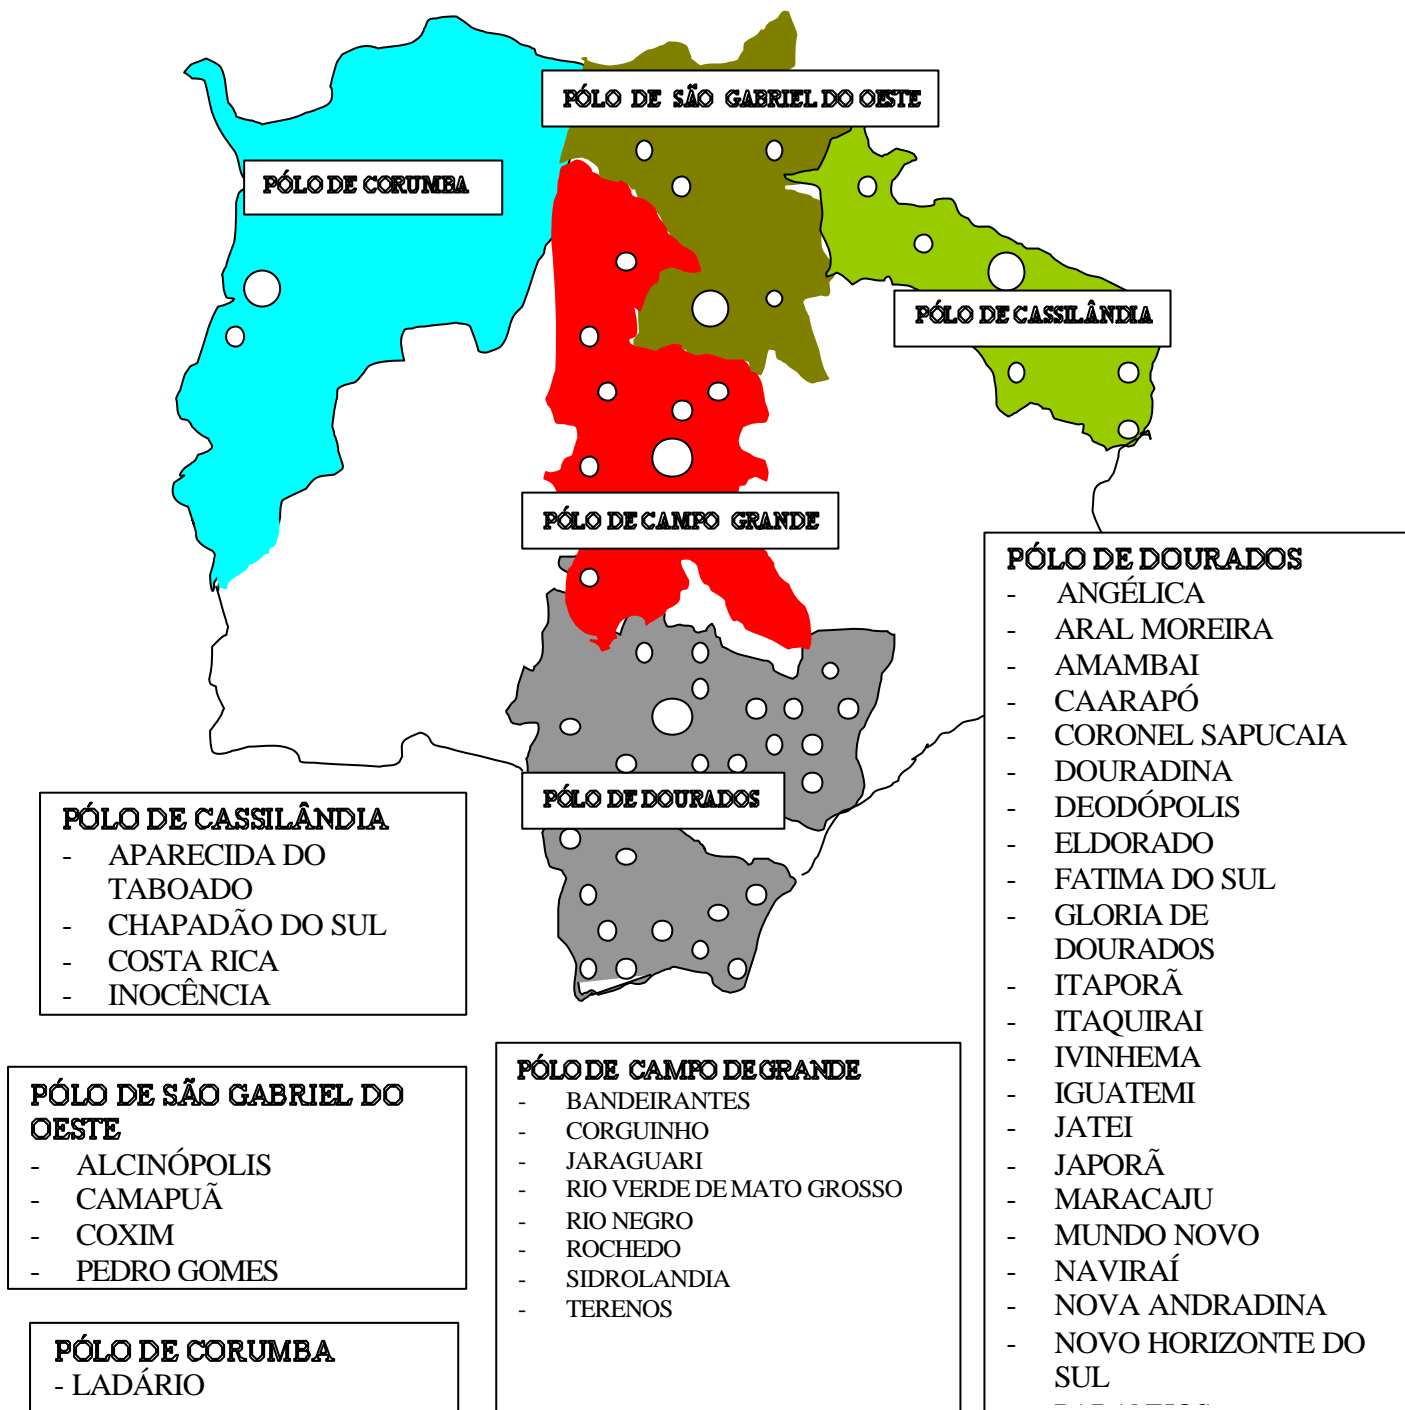 PÓLO DE SÃO GABRIEL DO OESTE
PÓLO DE CORUMBA
PÓLO DE CASSILÂNDIA
PÓLO DE CAMPO GRANDE
PÓLO DE DOURADOS
PÓLO DE CASSILÂNDIA
- APARECIDA DO
TABOADO
- CHAPADÃO DO SUL
- COSTA RICA
- INOCÊNCIA
PÓLO DE SÃO GABRIEL DO
OESTE
- ALCINÓPOLIS
- CAMAPUÃ
- COXIM
- PEDRO GOMES
PÓLO DE CORUMBA
- LADÁRIO
PÓLO DE CAMPO DE GRANDE
- BANDEIRANTES
- CORGUINHO
- JARAGUARI
- RIO VERDE DE MATO GROSSO
- RIO NEGRO
- ROCHEDO
- SIDROLANDIA
- TERENOS
PÓLO DE DOURADOS
- ANGÉLICA
- ARAL MOREIRA
- AMAMBAI
- CAARAPÓ
- CORONEL SAPUCAIA
- DOURADINA
- DEODÓPOLIS
- ELDORADO
- FATIMA DO SUL
- GLORIA DE
DOURADOS
- ITAPORÃ
- ITAQUIRAI
- IVINHEMA
- IGUATEMI
- JATEI
- JAPORÃ
- MARACAJU
- MUNDO NOVO
- NAVIRAÍ
- NOVA ANDRADINA
- NOVO HORIZONTE DO
SUL